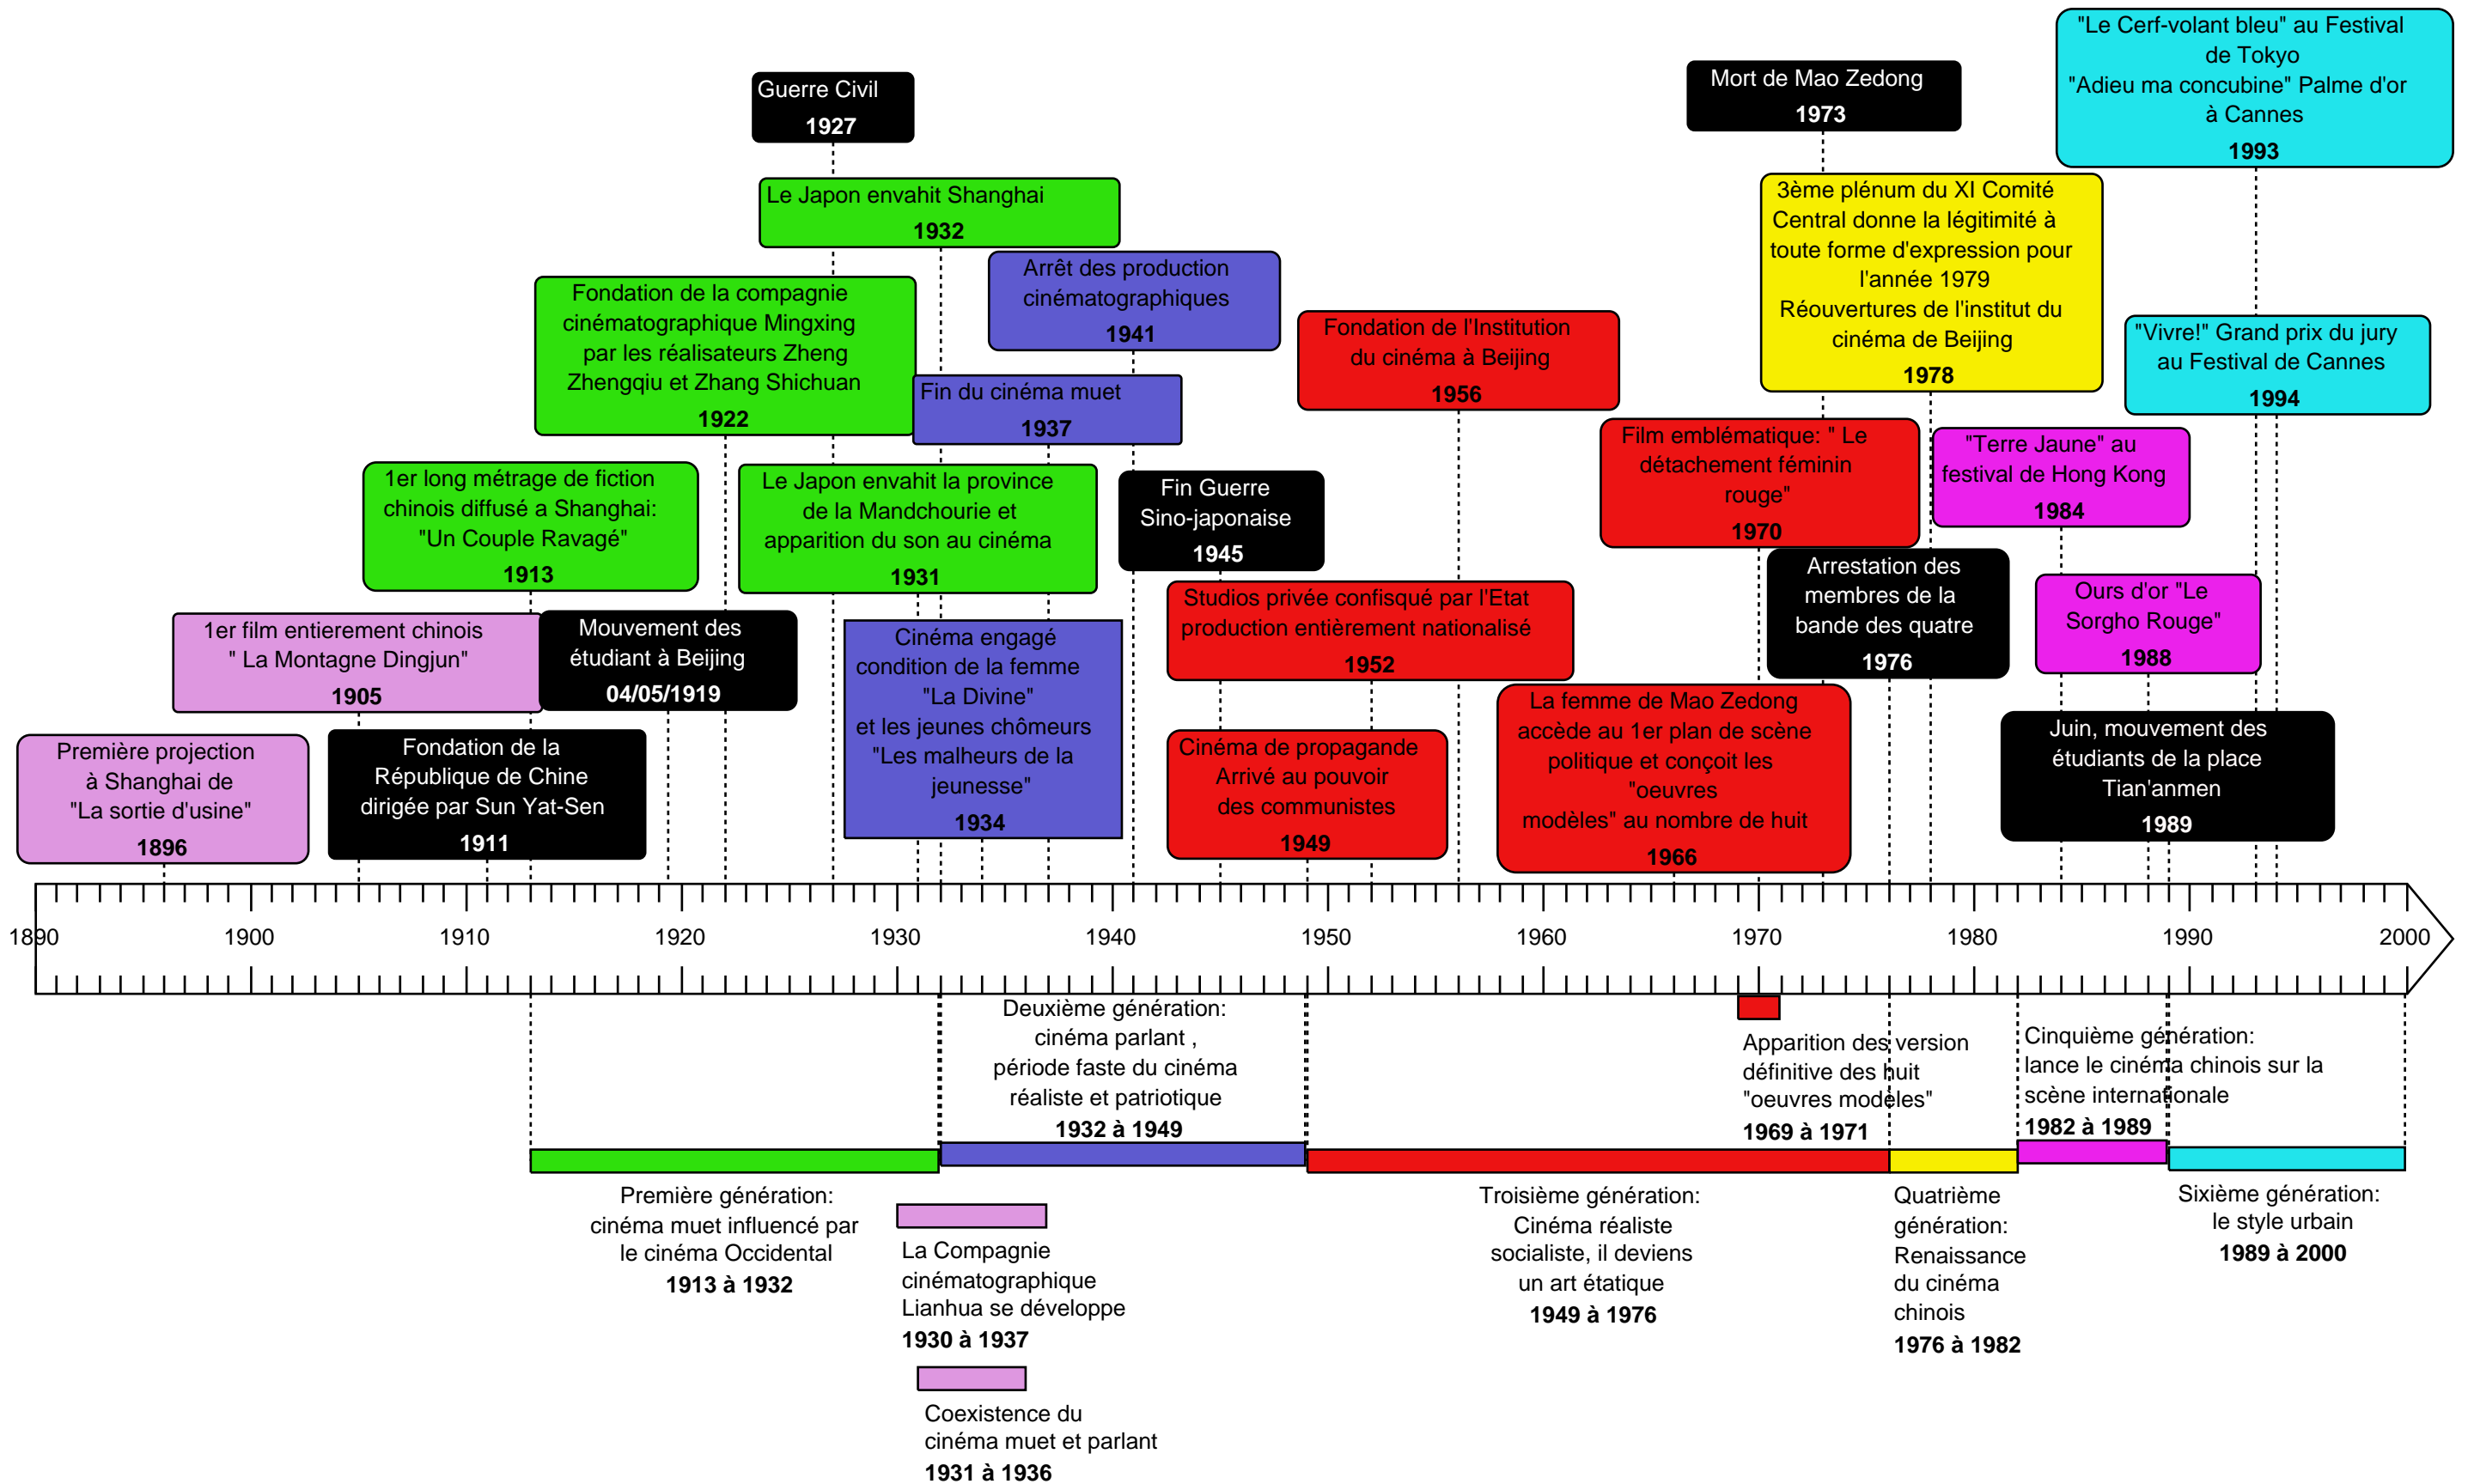 "Le Cerf-volant bleu" au Festival
de Tokyo
"Adieu ma concubine" Palme d'or
à Cannes
1993
Guerre Civil
1927
Mort de Mao Zedong
1973
Le Japon envahit Shanghai
1932
3ème plénum du XI Comité
Central donne la légitimité à
toute forme d'expression pour
l'année 1979
Réouvertures de l'institut du
cinéma de Beijing
1978
Arrêt des production
cinématographiques
1941
Fondation de la compagnie
cinématographique Mingxing
par les réalisateurs Zheng
Zhengqiu et Zhang Shichuan
1922
Fondation de l'Institution
du cinéma à Beijing
1956
"Vivre!" Grand prix du jury
au Festival de Cannes
1994
Fin du cinéma muet
1937
Film emblématique: " Le
détachement féminin
rouge"
1970
"Terre Jaune" au
festival de Hong Kong
1984
1er long métrage de fiction
chinois diffusé a Shanghai:
"Un Couple Ravagé"
1913
Le Japon envahit la province
de la Mandchourie et
apparition du son au cinéma
1931
Fin Guerre
Sino-japonaise
1945
Arrestation des
membres de la
bande des quatre
1976
Ours d'or "Le
Sorgho Rouge"
1988
Studios privée confisqué par l'Etat
production entièrement nationalisé
1952
1er film entierement chinois
" La Montagne Dingjun"
1905
Mouvement des
étudiant à Beijing
04/05/1919
Cinéma engagé
condition de la femme
"La Divine"
et les jeunes chômeurs
"Les malheurs de la
jeunesse"
1934
La femme de Mao Zedong
accède au 1er plan de scène
politique et conçoit les
"oeuvres
modèles" au nombre de huit
1966
Juin, mouvement des
étudiants de la place
Tian'anmen
1989
Première projection
à Shanghai de
"La sortie d'usine"
1896
Fondation de la
République de Chine
dirigée par Sun Yat-Sen
1911
Cinéma de propagande
Arrivé au pouvoir
des communistes
1949
1890 1900 1910 1920 1930 1940 1950 1960 1970 1980 1990 2000
Deuxième génération:
cinéma parlant ,
période faste du cinéma
réaliste et patriotique
1932 à 1949
Apparition des version
définitive des huit
"oeuvres modèles"
1969 à 1971
Cinquième génération:
lance le cinéma chinois sur la
scène internationale
1982 à 1989
Première génération:
cinéma muet influencé par
le cinéma Occidental
1913 à 1932
La Compagnie
cinématographique
Lianhua se développe
1930 à 1937
Troisième génération:
Cinéma réaliste
socialiste, il deviens
un art étatique
1949 à 1976
Quatrième
génération:
Renaissance
du cinéma
chinois
1976 à 1982
Sixième génération:
le style urbain
1989 à 2000
Coexistence du
cinéma muet et parlant
1931 à 1936